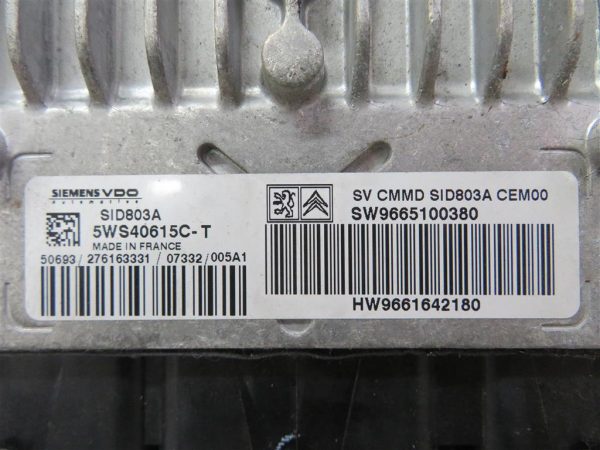 SIEMENS VDO
Automotive
SID803A
5WS40615C-T
MADE IN FRANCE
50693/276163331/07332/005A1
SV CMMD SID803A CEM00
SW9665100380
HW9661642180